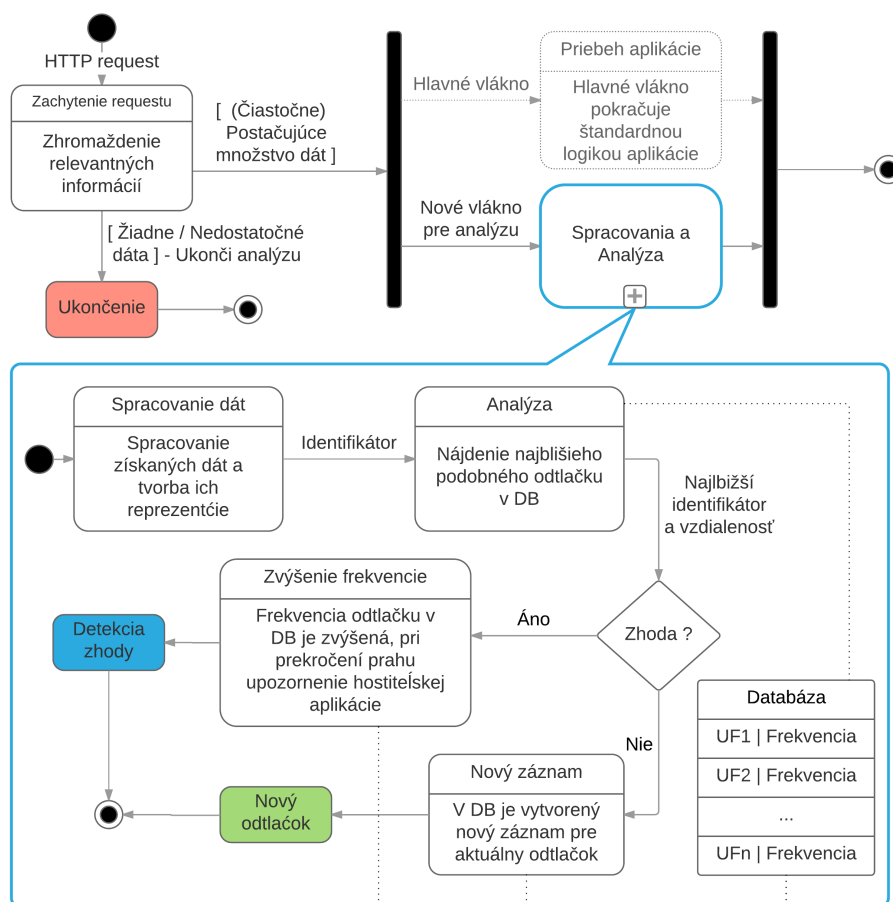 HTTP request
Zachytenie requestu
Zhromaždenie
relevantných
informácií
[ (Čiastočne)
Postačujúce
množstvo dát ]
Hlavné vlákno
Priebeh aplikácie
Hlavné vlákno
pokračuje
štandardnou
logikou aplikácie
Nové vlákno
pre analýzu
Spracovania a
Analýza
[ Žiadne / Nedostatočné
dáta ] - Ukonči analýzu
Ukončenie
Spracovanie dát
Spracovanie
získaných dát a
tvorba ich
reprezentćie
Identifikátor
Analýza
Nájdenie najblišieho
podobného odtlačku
v DB
Najlbižší
identifikátor
a vzdialenosť
Zhoda ?
Áno
Zvýšenie frekvencie
Frekvencia odtlačku v
DB je zvýšená, pri
prekročení prahu
upozornenie hostiteĺskej
aplikácie
Detekcia
zhody
Nie
Nový záznam
V DB je vytvorený
nový záznam pre
aktuálny odtlačok
Nový
odtlaćok
Databáza
UF1 | Frekvencia
UF2 | Frekvencia
...
UFn | Frekvencia